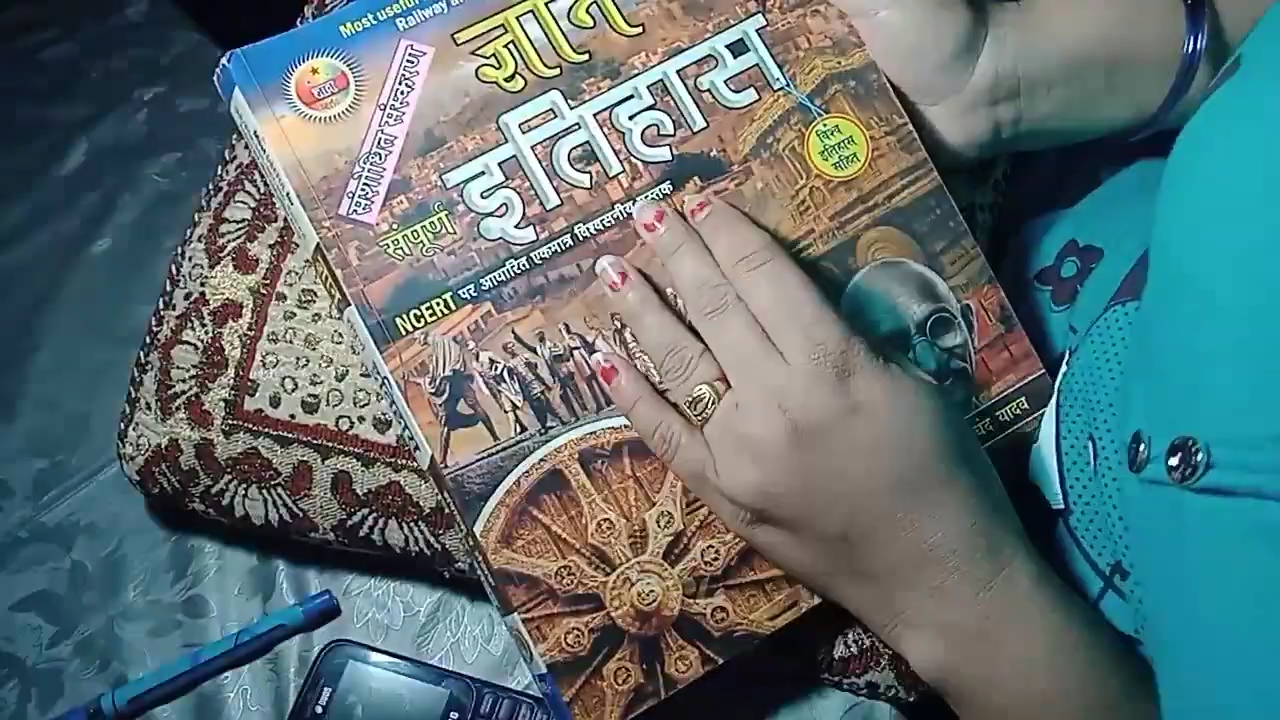 Most useful
Railway a
ज्ञान
ज्ञान
संशोधित संस्करण
इतिहास
विश्व
इतिहास
सहित
संपूर्ण
NCERT पर आधारित एकमात्र विश्वसनीय पुस्तक
चंद यादव